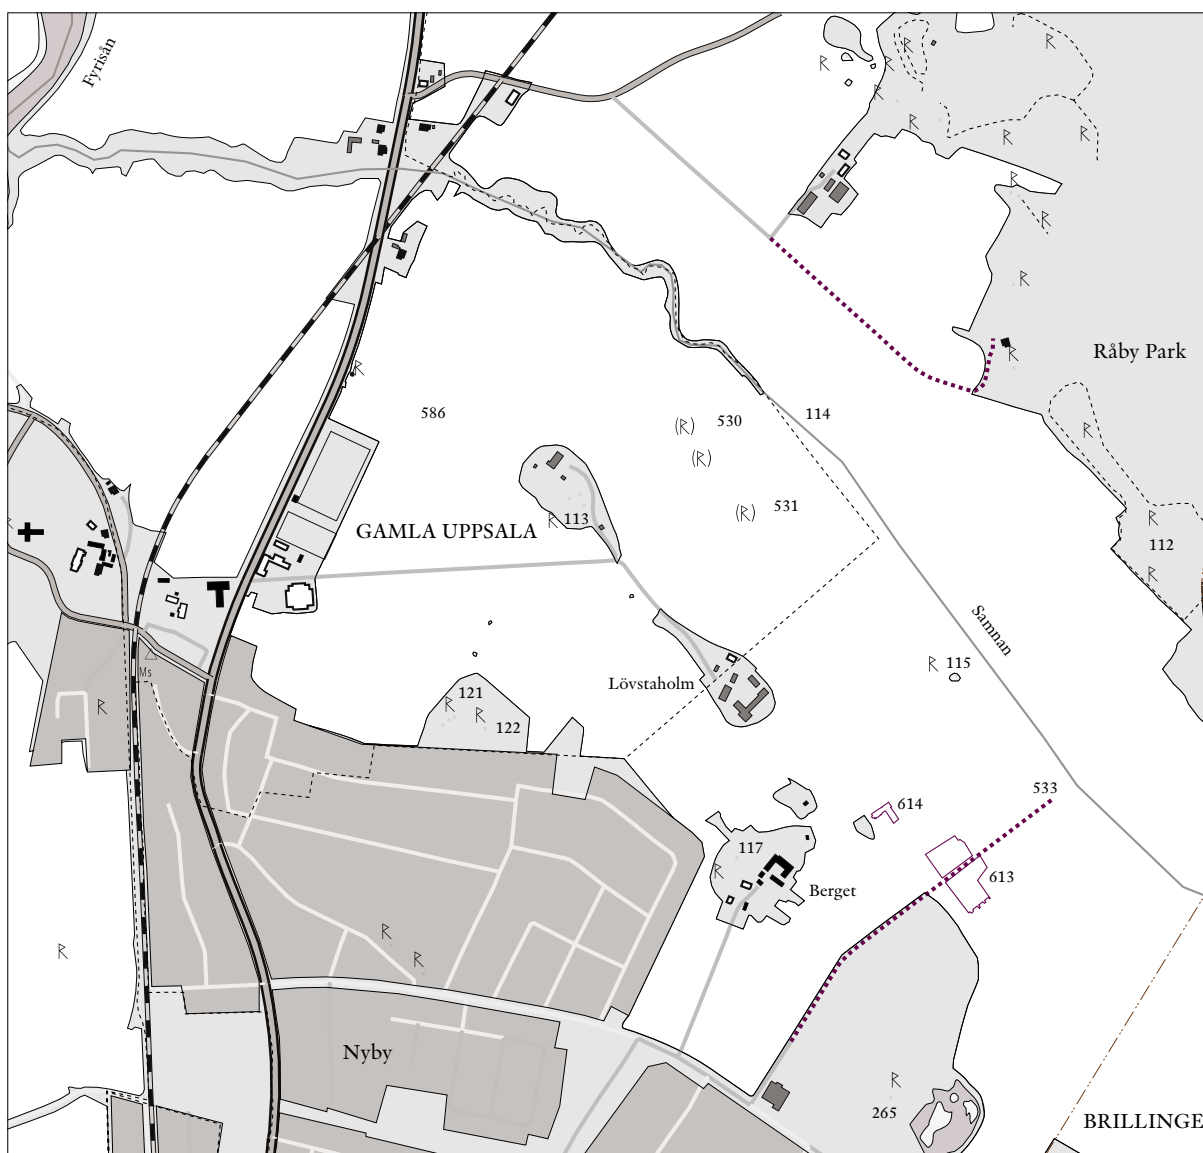 Fyrisån
Råby Park
586
530
114
531
113
GAMLA UPPSALA
112
Samnan
115
Lövstaholm
Ms
121
122
533
614
117
613
Berget
Nyby
265
BRILLINGE